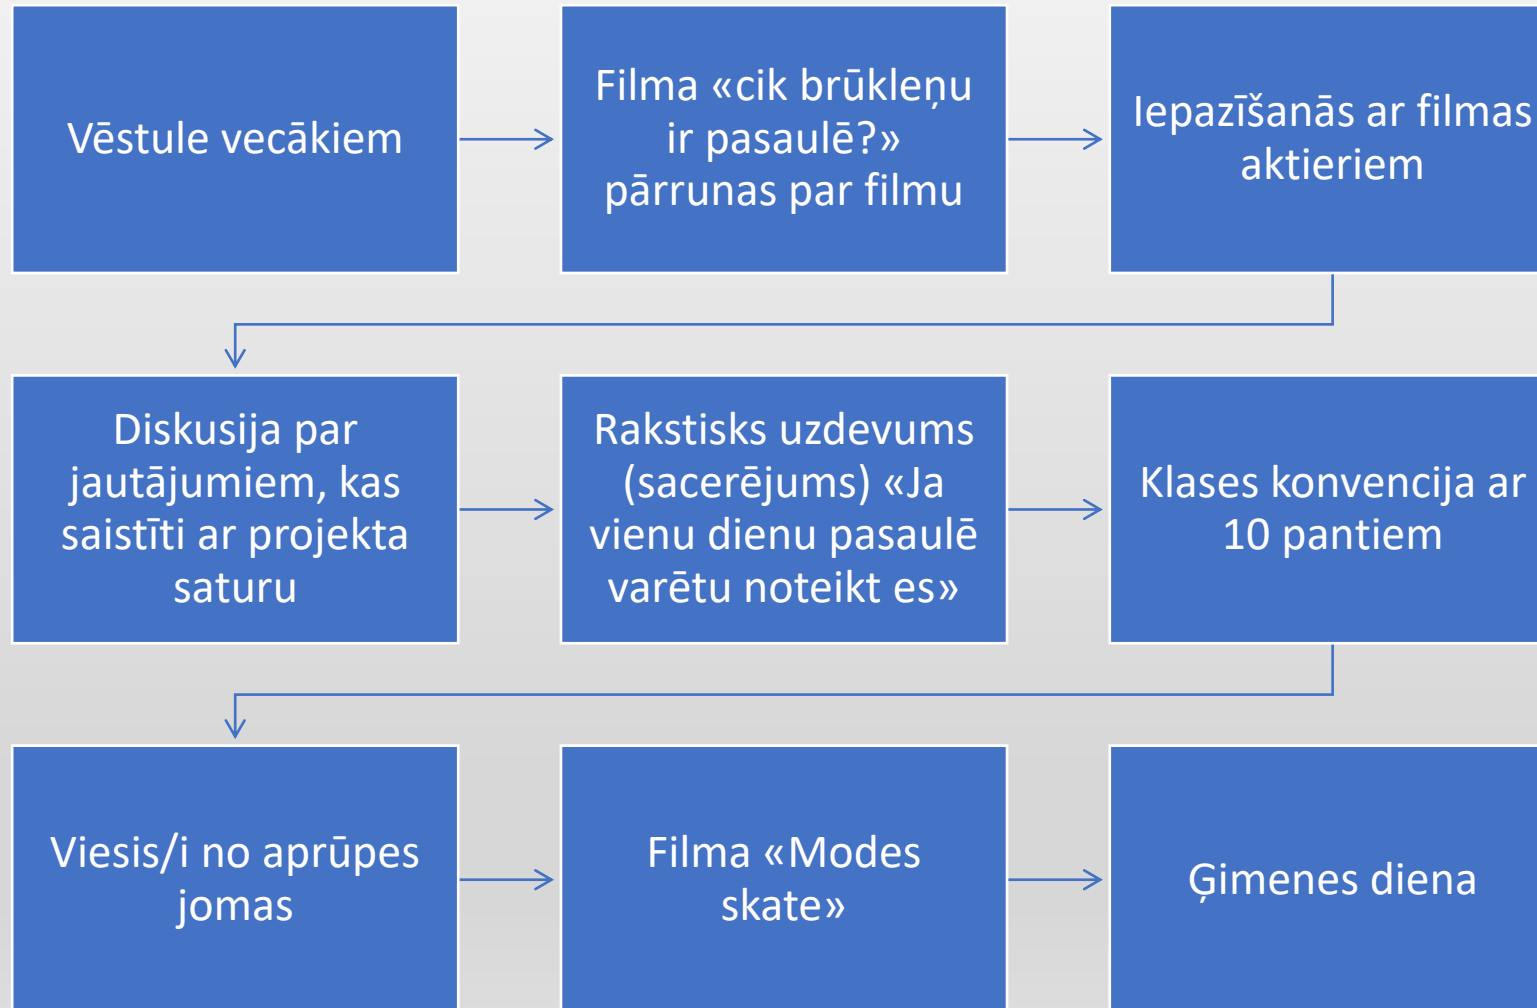 Vēstule vecākiem
Filma «cik brūkleņu
ir pasaulē?»
pārrunas par filmu
Iepazīšanās ar filmas
aktieriem
Diskusija par
jautājumiem, kas
saistīti ar projekta
saturu
Rakstisks uzdevums
(sacerējums) «Ja
vienu dienu pasaulē
varētu noteikt es»
Klases konvencija ar
10 pantiem
Viesis/i no aprūpes
jomas
Filma «Modes
skate»
Ģimenes diena